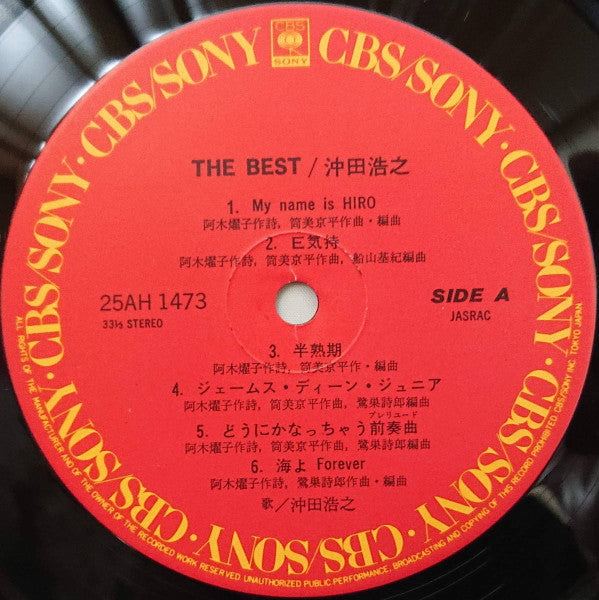 CBS
SONY
CBS/SONY · CBS/SONY · CBS/SONY · CBS/SONY · CBS/SONY · CBS/SONY ·
THE BEST / 沖田浩之
1. My name is HIRO
阿木燿子作詩, 筒美京平作曲・編曲
2. E気持
阿木燿子作詩, 筒美京平作曲, 船山基紀編曲
25AH 1473
33⅓ STEREO
SIDE A
JASRAC
3. 半熟期
阿木燿子作詩, 筒美京平作曲・編曲
4. ジェームス・ディーン・ジュニア
阿木燿子作詩, 筒美京平作曲, 鷺巣詩郎編曲
プレリュード
5. どうにかなっちゃう前奏曲
阿木燿子作詩, 筒美京平作曲, 鷺巣詩郎編曲
6. 海よ Forever
阿木燿子作詩, 鷺巣詩郎作曲・編曲
歌／沖田浩之
ALL RIGHTS OF THE MANUFACTURER AND OF THE OWNER OF THE RECORDED WORK RESERVED UNAUTHORIZED PUBLIC PERFORMANCE, BROADCASTING AND COPYING OF THIS RECORD PROHIBITED CBS/SONY INC. TOKYO JAPAN